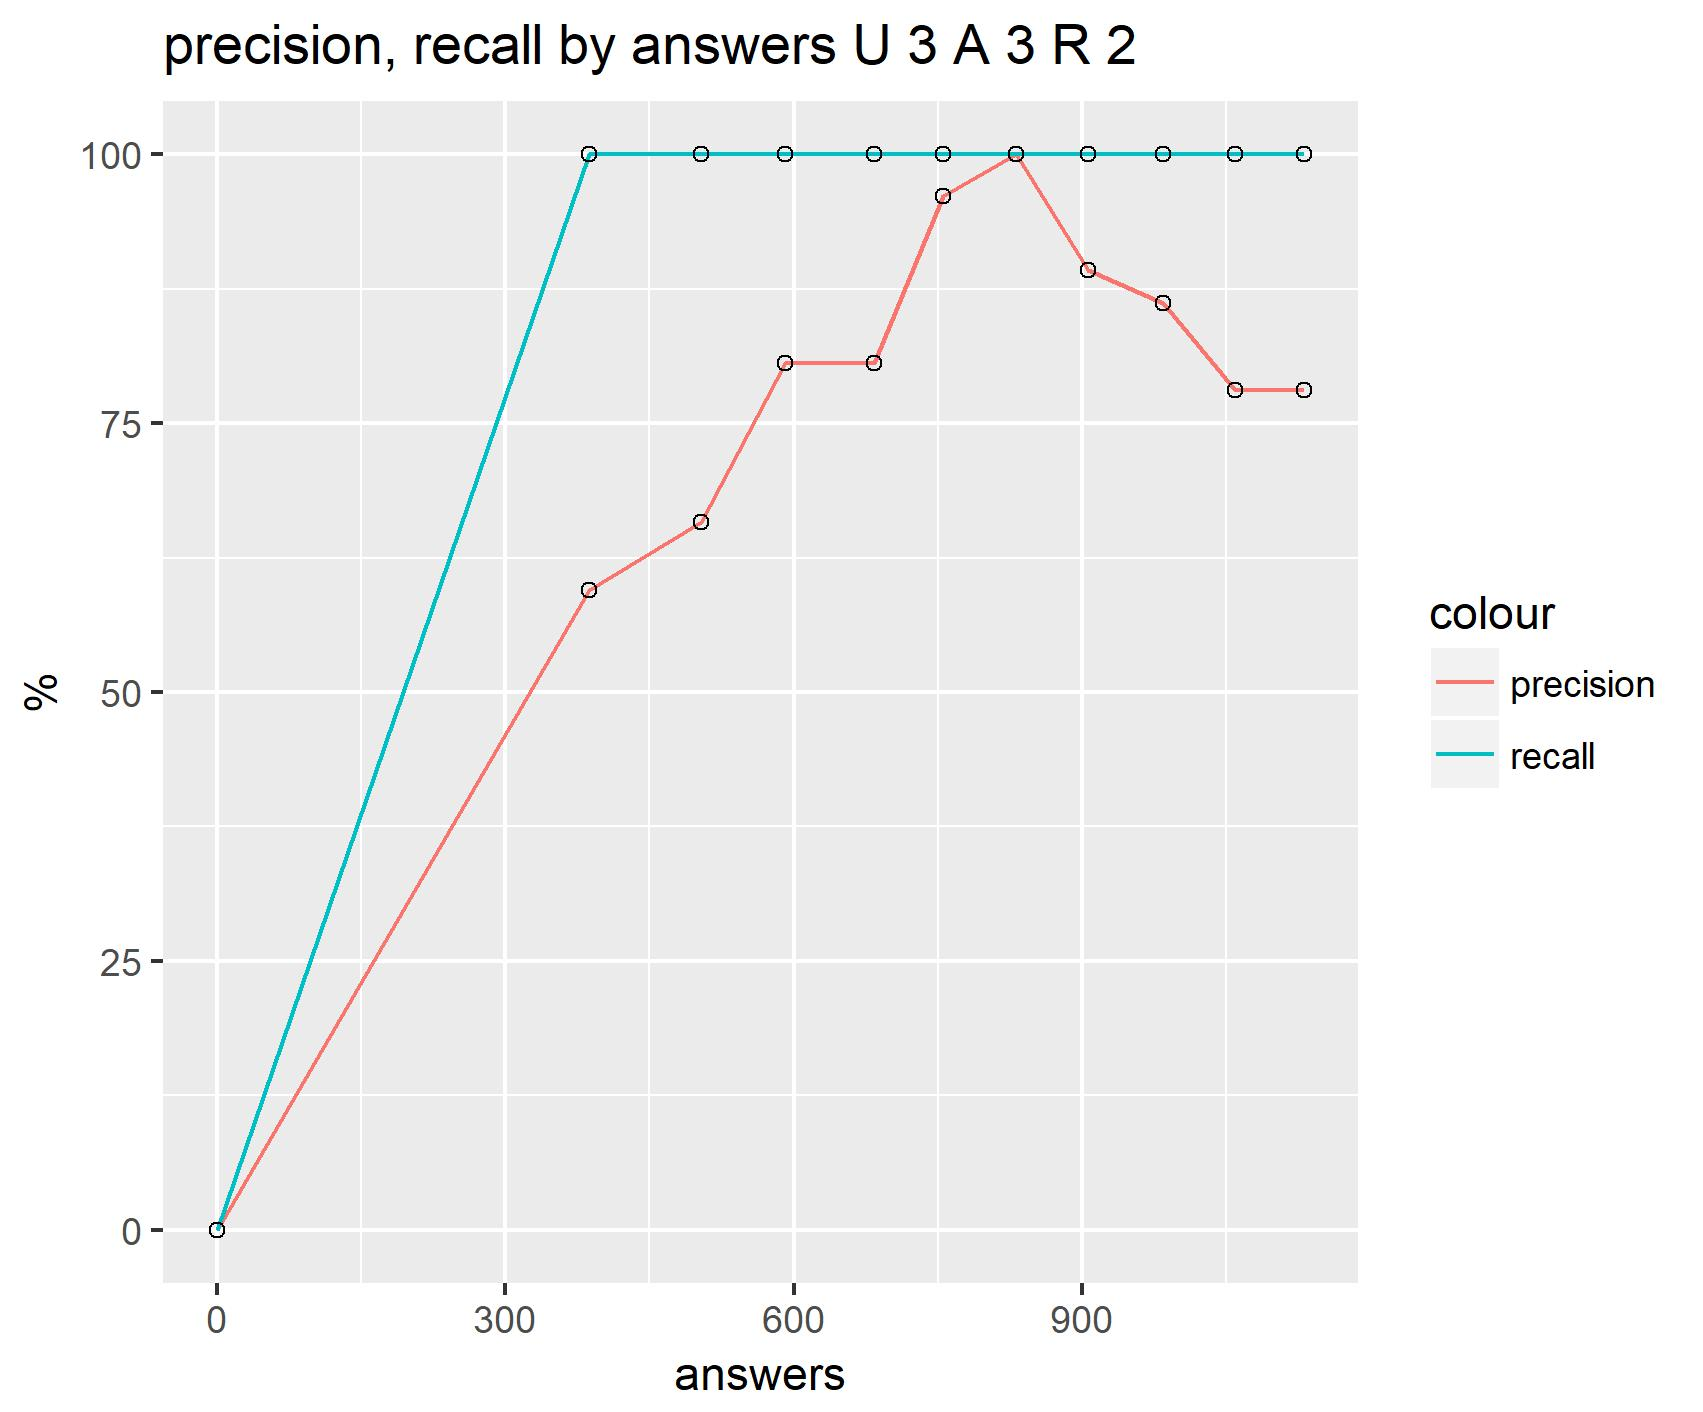 precision, recall by answers U 3 A 3 R 2
100
75
50
25
0
%
0 300 600 900
answers
colour
precision
recall